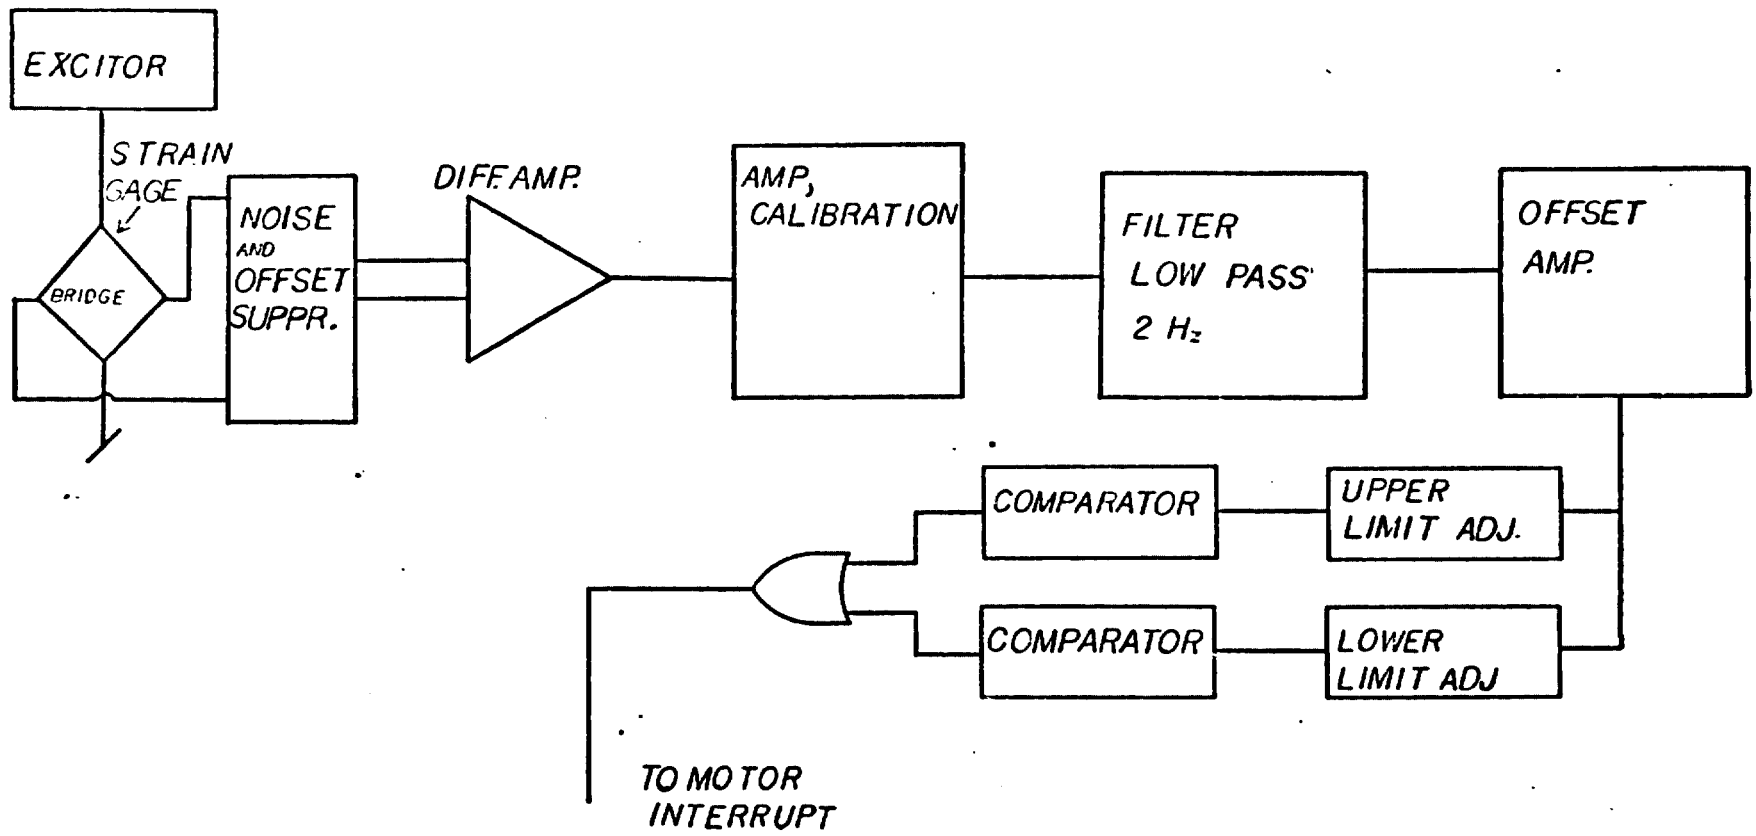 EXCITOR
STRAIN
GAGE
BRIDGE
NOISE
AND
OFFSET
SUPPR.
DIFF. AMP.
AMP,
CALIBRATION
FILTER
LOW PASS
2 Hz
OFFSET
AMP.
COMPARATOR
UPPER
LIMIT ADJ.
COMPARATOR
LOWER
LIMIT ADJ
TO MOTOR
INTERRUPT